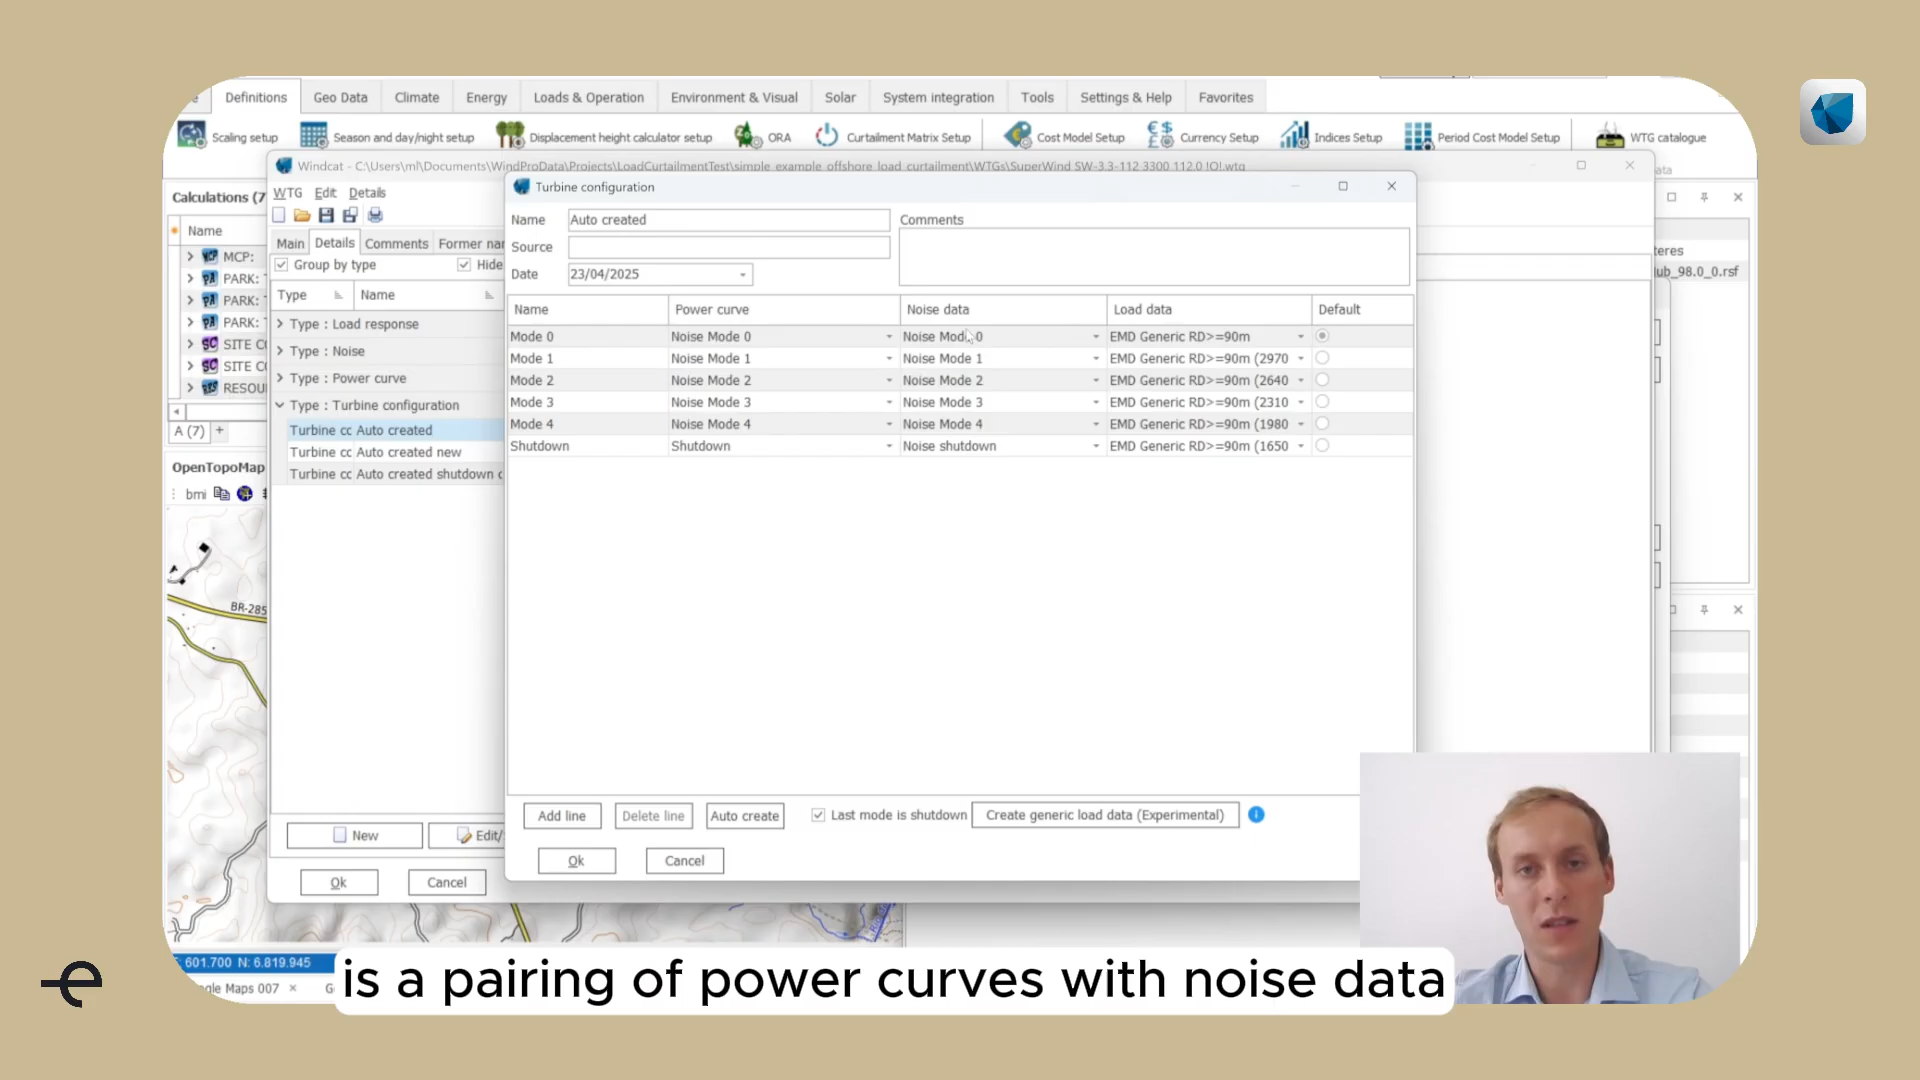 Definitions
Geo Data
Climate
Energy
Loads & Operation
Environment & Visual
Solar
System integration
Tools
Settings & Help
Favorites
Scaling setup
Season and day/night setup
Displacement height calculator setup
ORA
Curtailment Matrix Setup
Cost Model Setup
Currency Setup
Indices Setup
Period Cost Model Setup
WTG catalogue
Windcat - C:\Users\ml\Documents\WindProData\Projects\LoadCurtailmentTest\simple_example_offshore_load_curtailment\WTGs\SuperWind SW-3.3-112 3300 112.0 !O!.wtg
WTG Edit Details
Calculations (7
Name
MCP:
PARK: T
PARK: T
PARK: T
SITE CO
SITE CO
RESOU
A (7) +
OpenTopoMap
bmi
BR-285
Main
Details
Comments
Former nar
Group by type
Hide
Type
Name
Type : Load response
Type : Noise
Type : Power curve
Type : Turbine configuration
Turbine cc Auto created
Turbine cc Auto created new
Turbine cc Auto created shutdown c
New
Edit/
Ok
Cancel
Turbine configuration
Name
Auto created
Comments
Source
Date
23/04/2025
Name
Power curve
Noise data
Load data
Default
Mode 0 Noise Mode 0 Noise Mode 0 EMD Generic RD>=90m
Mode 1 Noise Mode 1 Noise Mode 1 EMD Generic RD>=90m (2970
Mode 2 Noise Mode 2 Noise Mode 2 EMD Generic RD>=90m (2640
Mode 3 Noise Mode 3 Noise Mode 3 EMD Generic RD>=90m (2310
Mode 4 Noise Mode 4 Noise Mode 4 EMD Generic RD>=90m (1980
Shutdown Shutdown Noise shutdown EMD Generic RD>=90m (1650
Add line
Delete line
Auto create
Last mode is shutdown
Create generic load data (Experimental)
Ok
Cancel
ata
teres
lub_98.0_0.rsf
601.700 N: 6.819.945
gle Maps 007
is a pairing of power curves with noise data